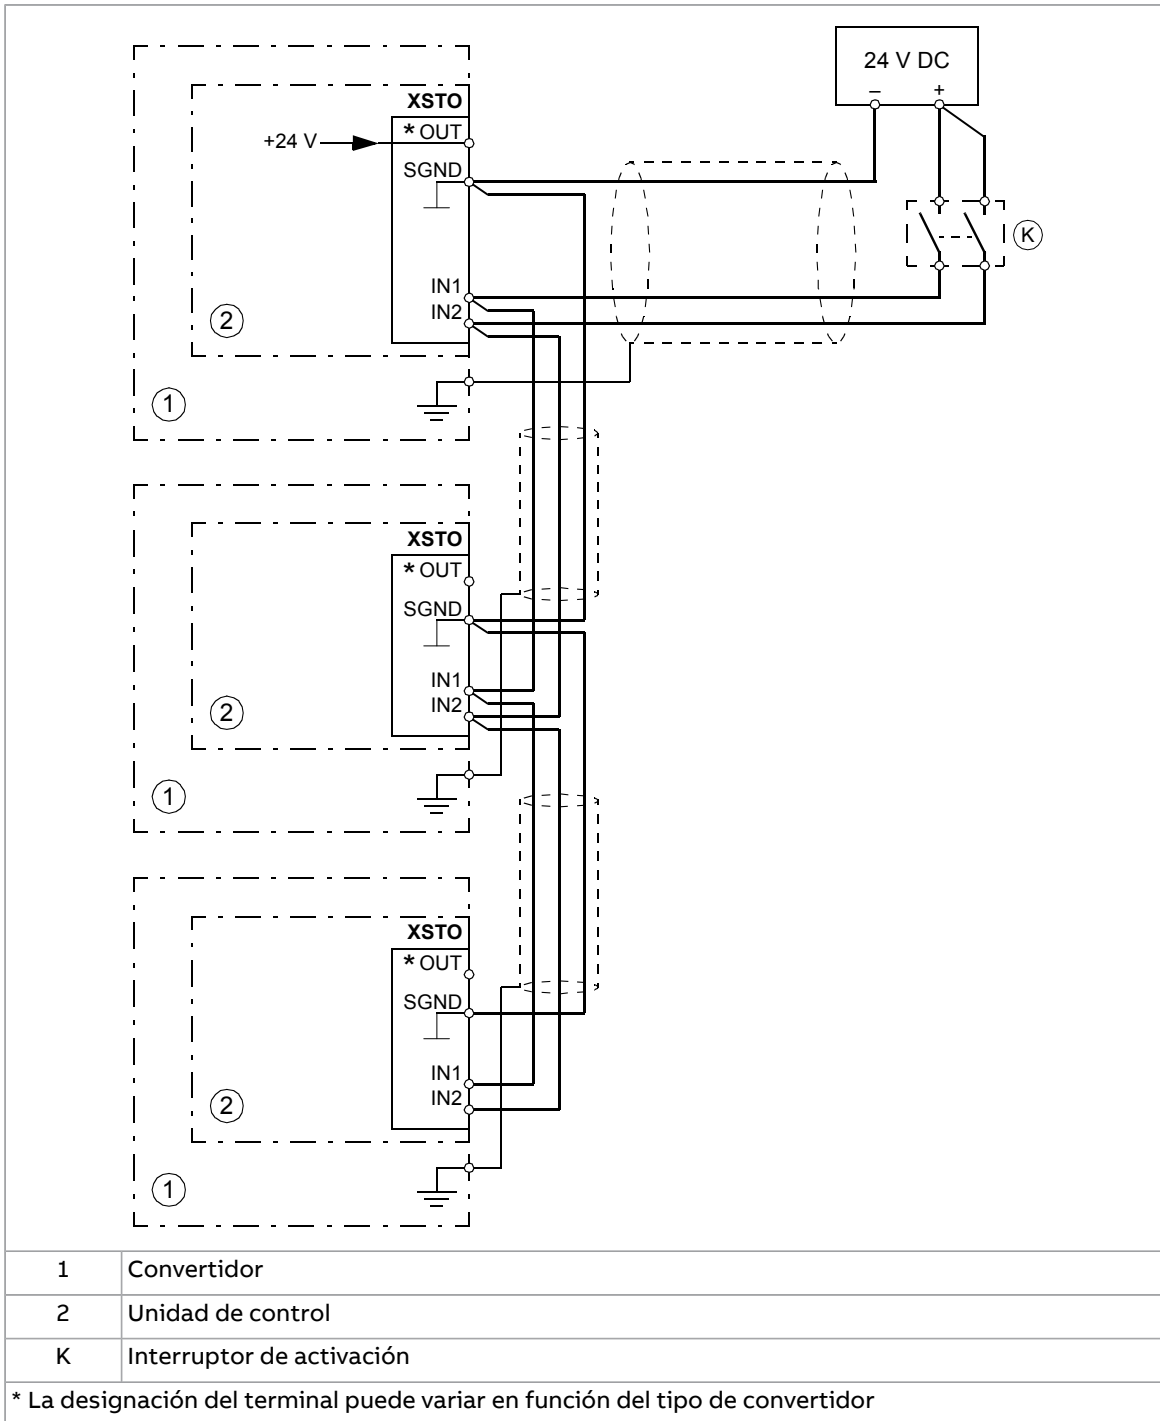 24 V DC
– +
XSTO
* OUT
+24 V
SGND
K
IN1
IN2
2
1
XSTO
* OUT
SGND
IN1
IN2
2
1
XSTO
* OUT
SGND
IN1
IN2
2
1
1 Convertidor
2 Unidad de control
K Interruptor de activación
* La designación del terminal puede variar en función del tipo de convertidor